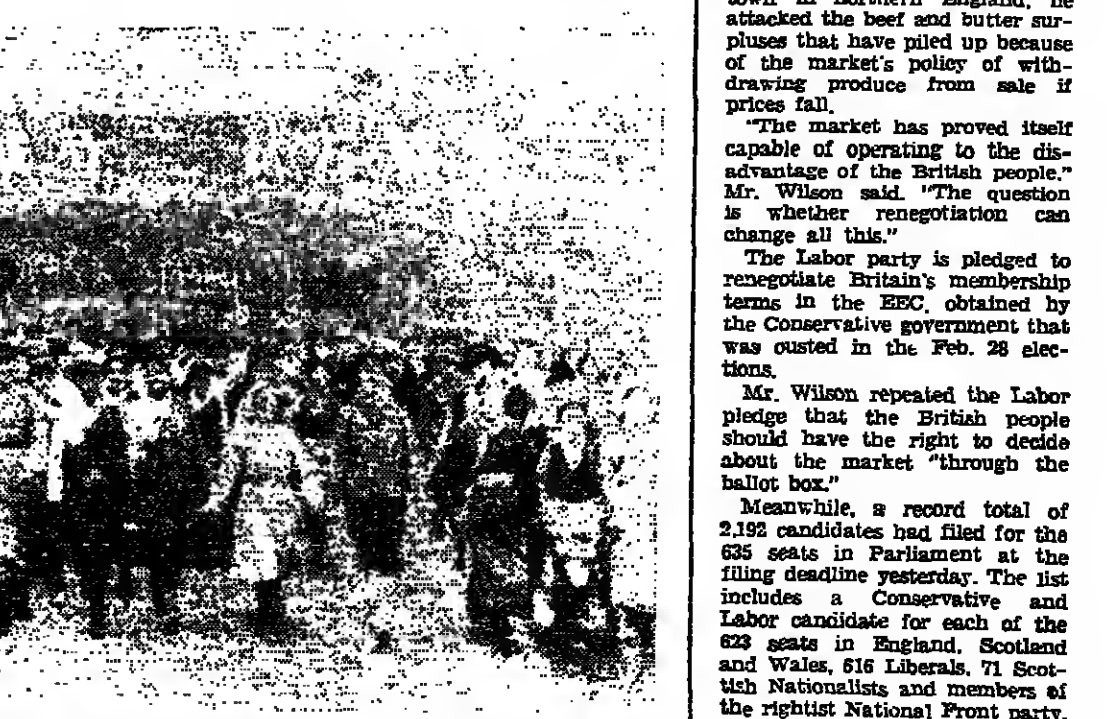 town in Northern England, he
attacked the beef and butter sur-
pluses that have piled up because
of the market's policy of with-
drawing produce from sale if
prices fall.
"The market has proved itself
capable of operating to the dis-
advantage of the British people."
Mr. Wilson said. "The question
is whether renegotiation can
change all this."
The Labor party is pledged to
renegotiate Britain's membership
terms in the EEC, obtained by
the Conservative government that
was ousted in the Feb. 28 elec-
tions.
Mr. Wilson repeated the Labor
pledge that the British people
should have the right to decide
about the market "through the
ballot box."
Meanwhile, a record total of
2,192 candidates had filed for the
635 seats in Parliament at the
filing deadline yesterday. The list
includes a Conservative and
Labor candidate for each of the
623 seats in England, Scotland
and Wales, 616 Liberals, 71 Scot-
tish Nationalists and members of
the rightist National Front party.